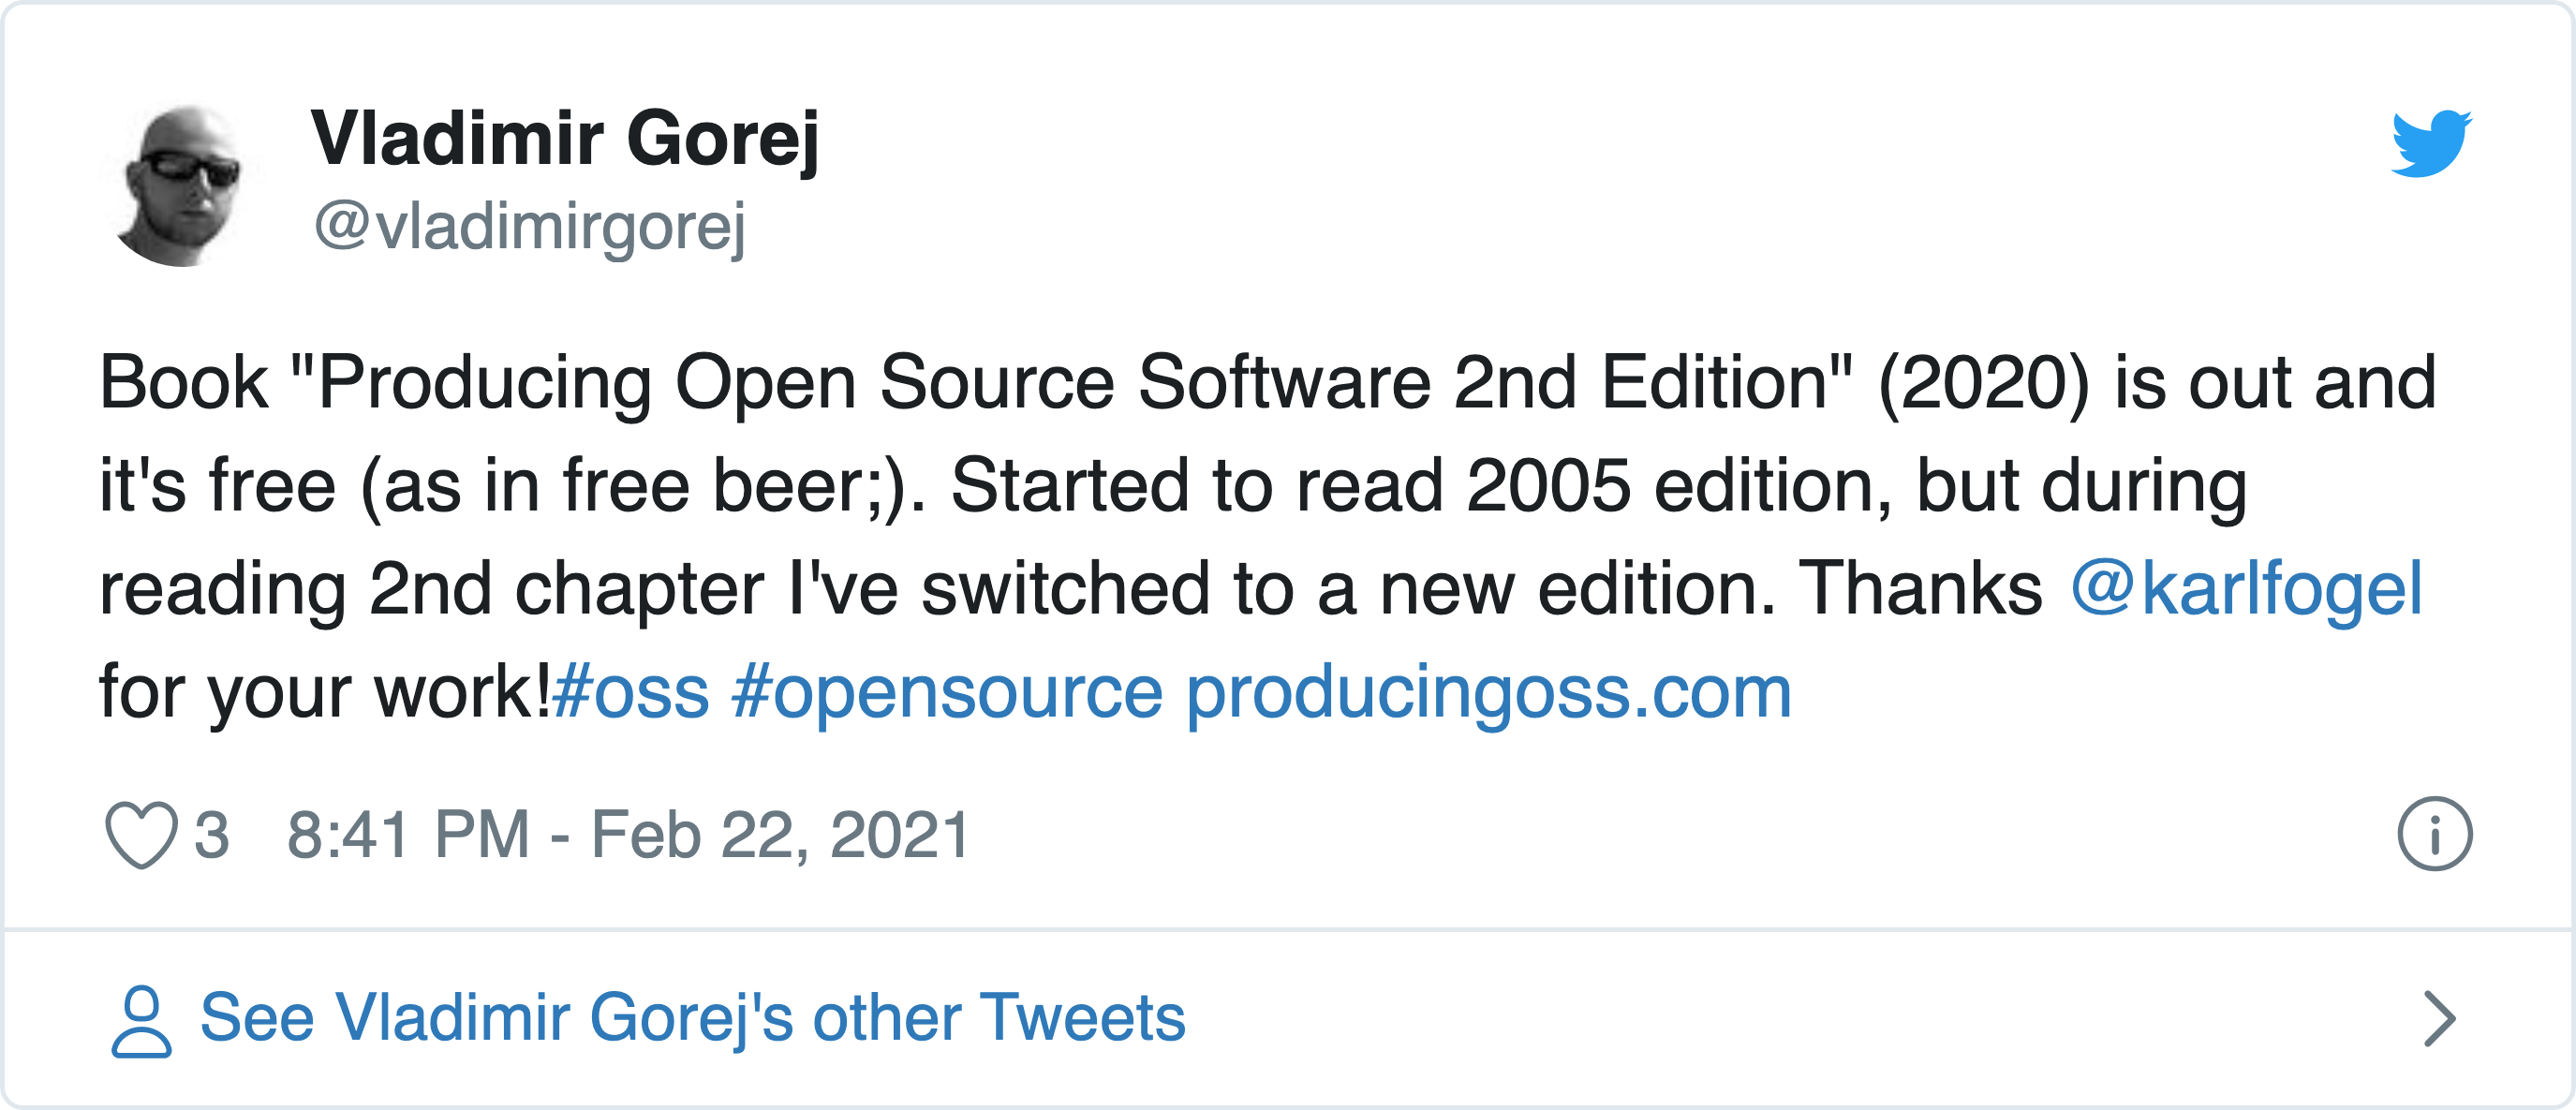 Vladimir Gorej
@vladimirgorej
Book "Producing Open Source Software 2nd Edition" (2020) is out and
it's free (as in free beer;). Started to read 2005 edition, but during
reading 2nd chapter I've switched to a new edition. Thanks @karlfogel
for your work!#oss #opensource producingoss.com
3 8:41 PM - Feb 22, 2021
See Vladimir Gorej's other Tweets